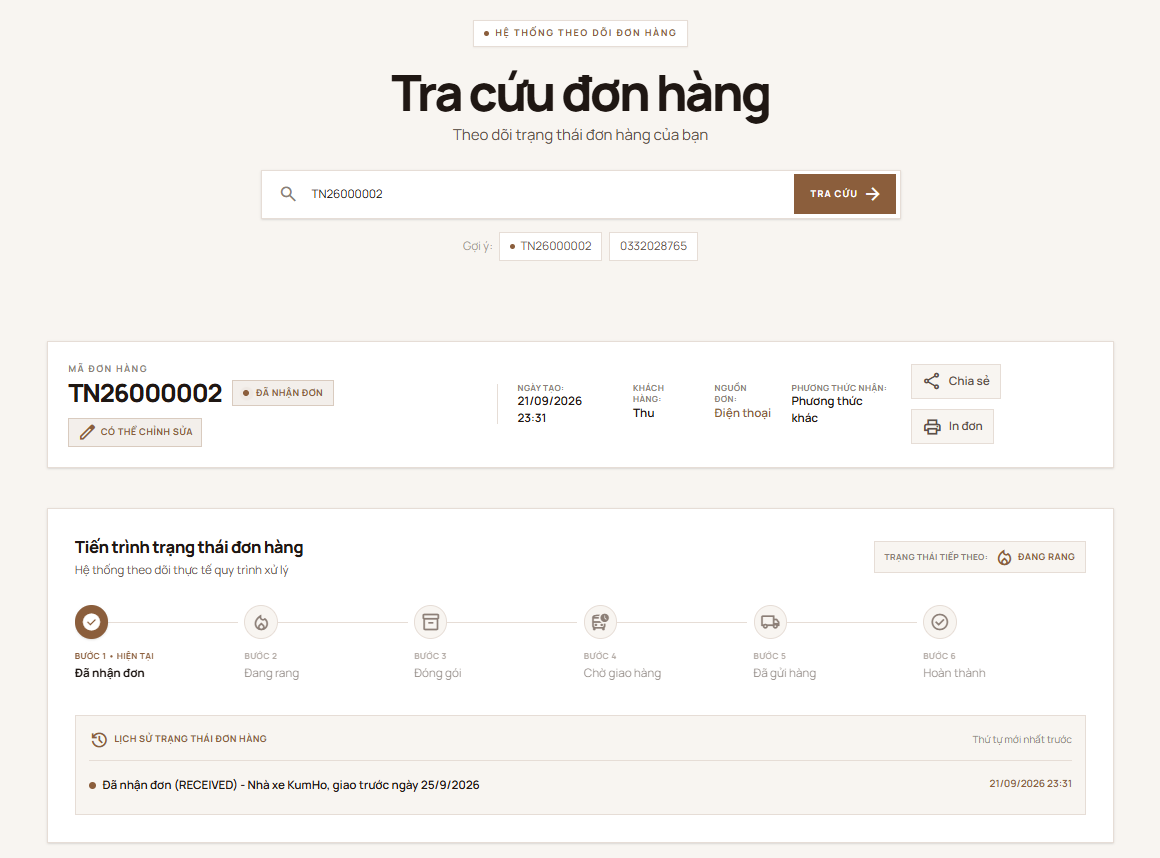 HỆ THỐNG THEO DÕI ĐƠN HÀNG
Tra cứu đơn hàng
Theo dõi trạng thái đơn hàng của bạn
TN26000002
TRA CỨU
Gợi ý:
TN26000002
0332028765
MÃ ĐƠN HÀNG
TN26000002
ĐÃ NHẬN ĐƠN
CÓ THỂ CHỈNH SỬA
NGÀY TẠO:
21/09/2026
23:31
KHÁCH
HÀNG:
Thu
NGUỒN
ĐƠN:
Điện thoại
PHƯƠNG THỨC NHẬN:
Phương thức
khác
Chia sẻ
In đơn
Tiến trình trạng thái đơn hàng
Hệ thống theo dõi thực tế quy trình xử lý
TRẠNG THÁI TIẾP THEO:
ĐANG RANG
BƯỚC 1 • HIỆN TẠI
Đã nhận đơn
BƯỚC 2
Đang rang
BƯỚC 3
Đóng gói
BƯỚC 4
Chờ giao hàng
BƯỚC 5
Đã gửi hàng
BƯỚC 6
Hoàn thành
LỊCH SỬ TRẠNG THÁI ĐƠN HÀNG
Thứ tự mới nhất trước
Đã nhận đơn (RECEIVED) - Nhà xe KumHo, giao trước ngày 25/9/2026
21/09/2026 23:31